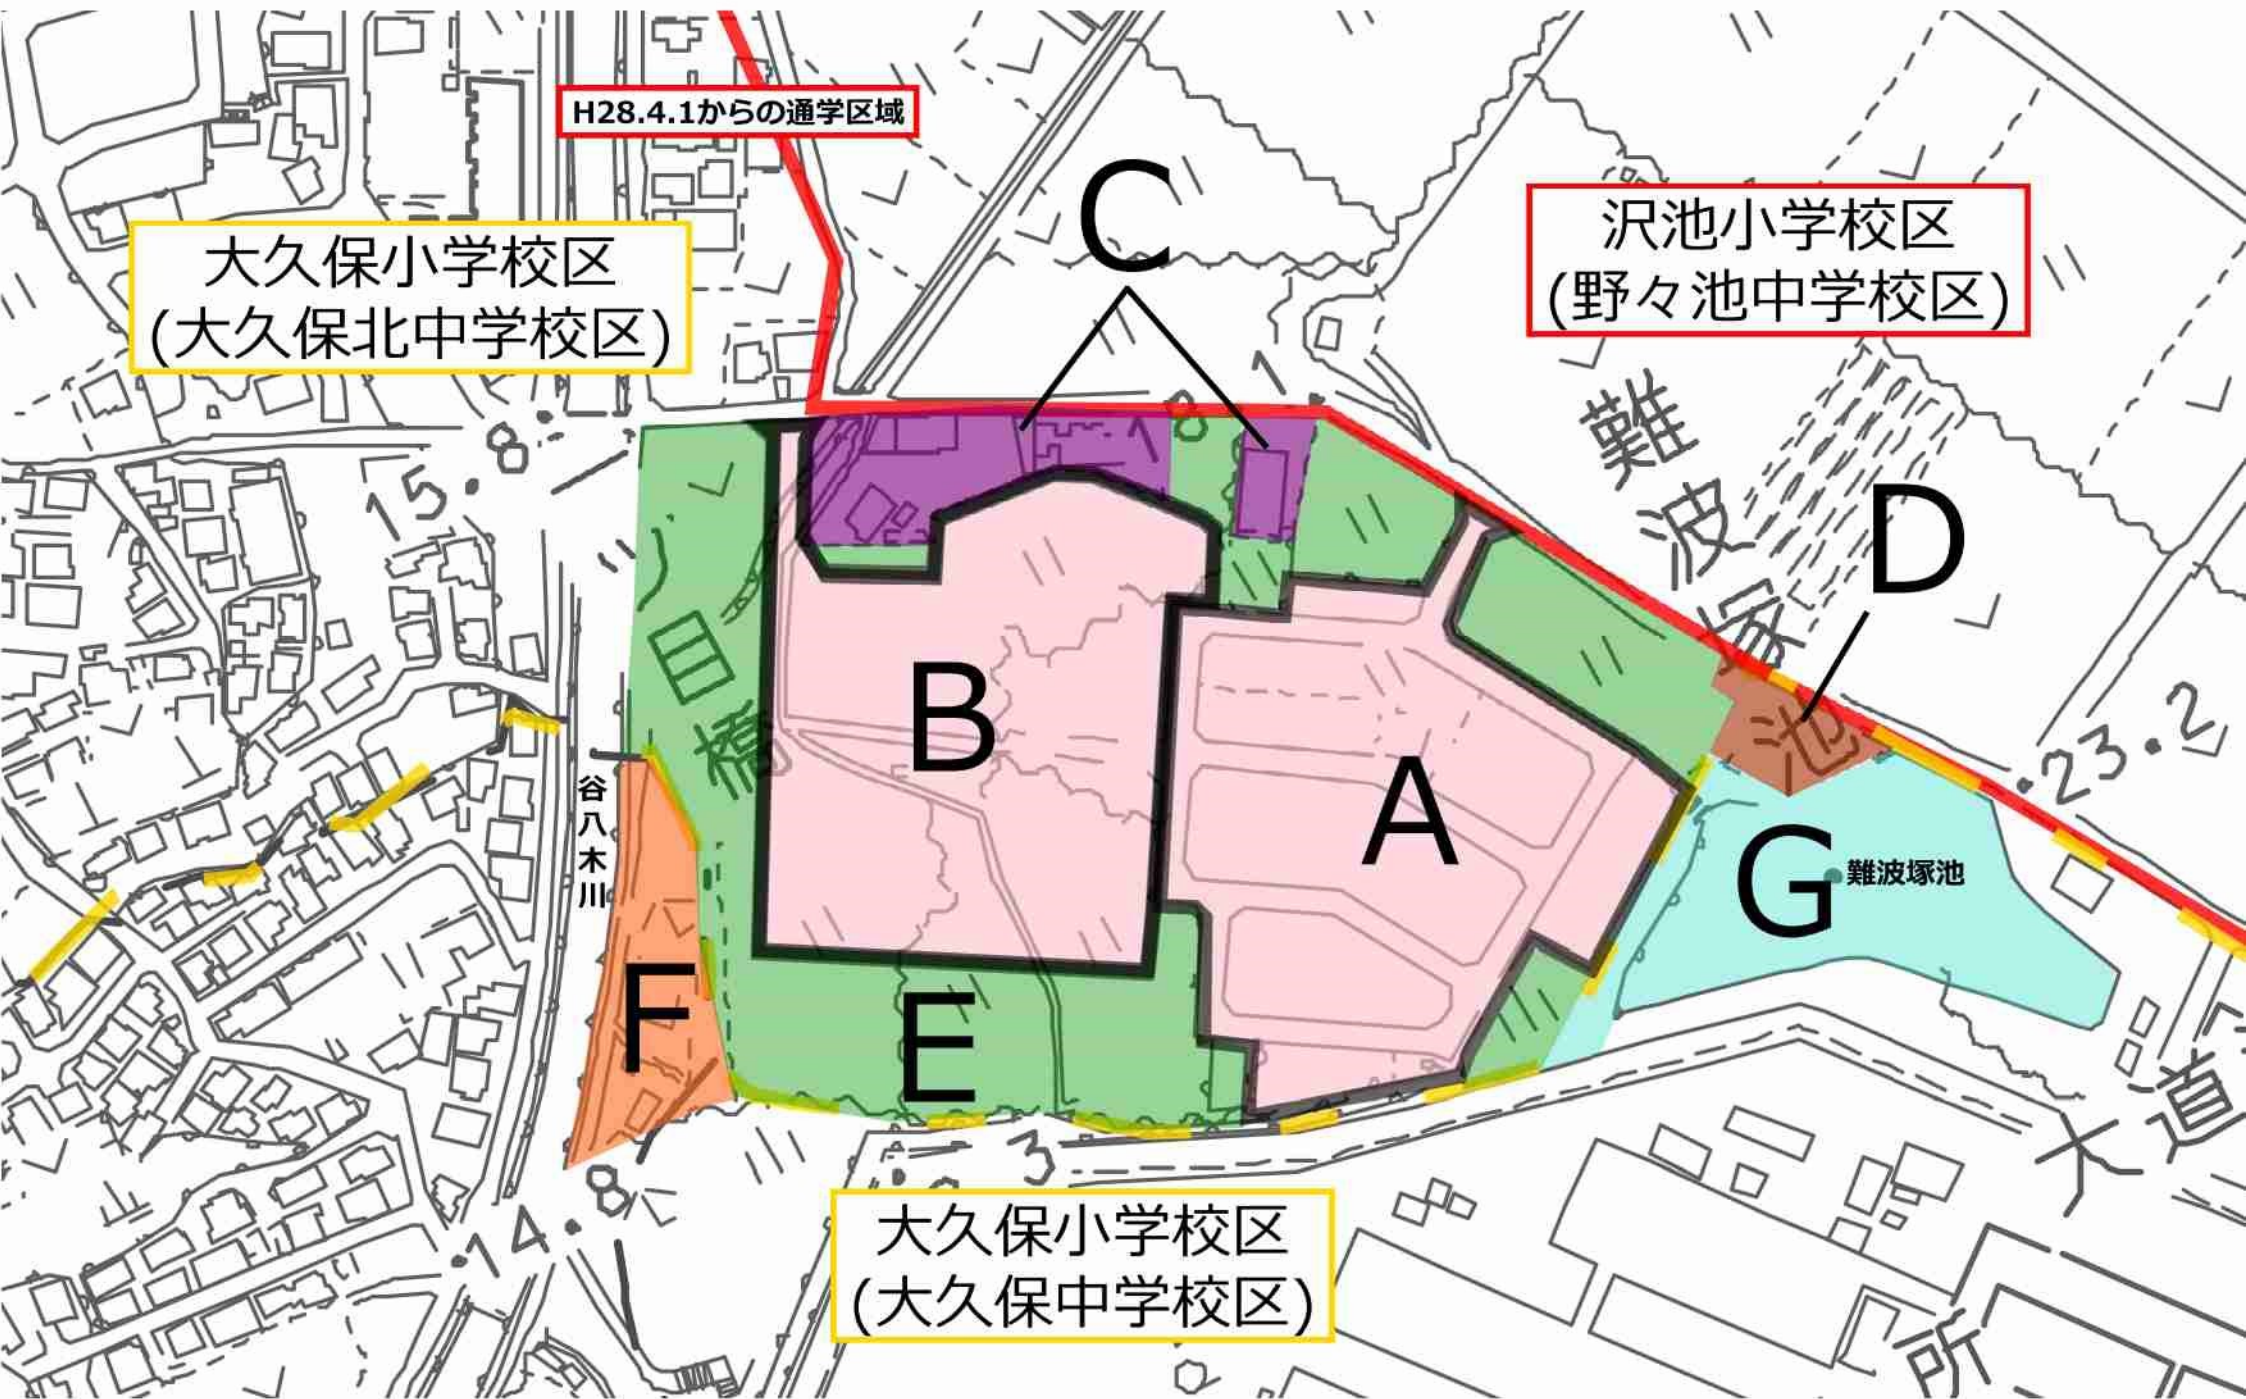 H28.4.1からの通学区域
C
大久保小学校区
(大久保北中学校区)
沢池小学校区
(野々池中学校区)
18.1
難波塚池
15.8
D
八
目
橋
B
A
23.2
谷八木川
G
難波塚池
F
E
3
14.8
大久保小学校区
(大久保中学校区)
大道
所